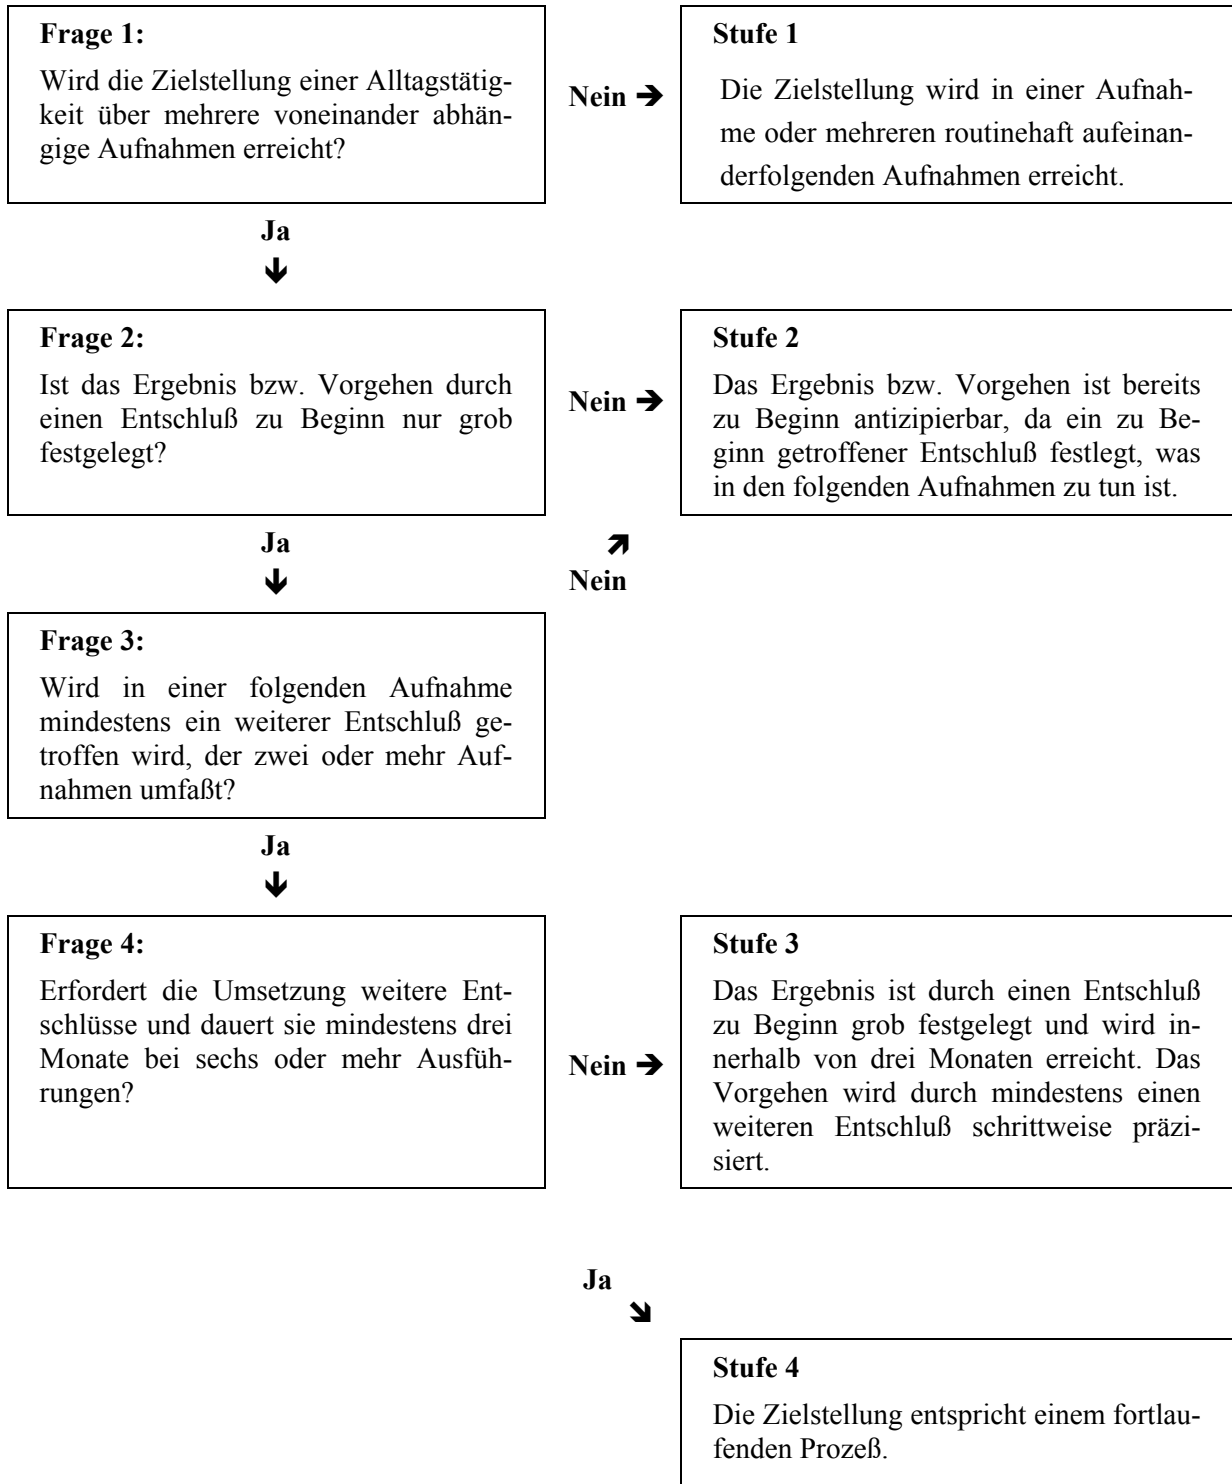 Frage 1:
Wird die Zielstellung einer Alltagstätig-
keit über mehrere voneinander abhän-
gige Aufnahmen erreicht?
Nein ➔
Stufe 1
Die Zielstellung wird in einer Aufnah-
me oder mehreren routinehaft aufeinan-
derfolgenden Aufnahmen erreicht.
Ja
Frage 2:
Ist das Ergebnis bzw. Vorgehen durch
einen Entschluß zu Beginn nur grob
festgelegt?
Nein ➔
Stufe 2
Das Ergebnis bzw. Vorgehen ist bereits
zu Beginn antizipierbar, da ein zu Be-
ginn getroffener Entschluß festlegt, was
in den folgenden Aufnahmen zu tun ist.
Ja
Nein
Frage 3:
Wird in einer folgenden Aufnahme
mindestens ein weiterer Entschluß ge-
troffen wird, der zwei oder mehr Auf-
nahmen umfaßt?
Ja
Frage 4:
Erfordert die Umsetzung weitere Ent-
schlüsse und dauert sie mindestens drei
Monate bei sechs oder mehr Ausfüh-
rungen?
Nein ➔
Stufe 3
Das Ergebnis ist durch einen Entschluß
zu Beginn grob festgelegt und wird in-
nerhalb von drei Monaten erreicht. Das
Vorgehen wird durch mindestens einen
weiteren Entschluß schrittweise präzi-
siert.
Ja
Stufe 4
Die Zielstellung entspricht einem fortlau-
fenden Prozeß.